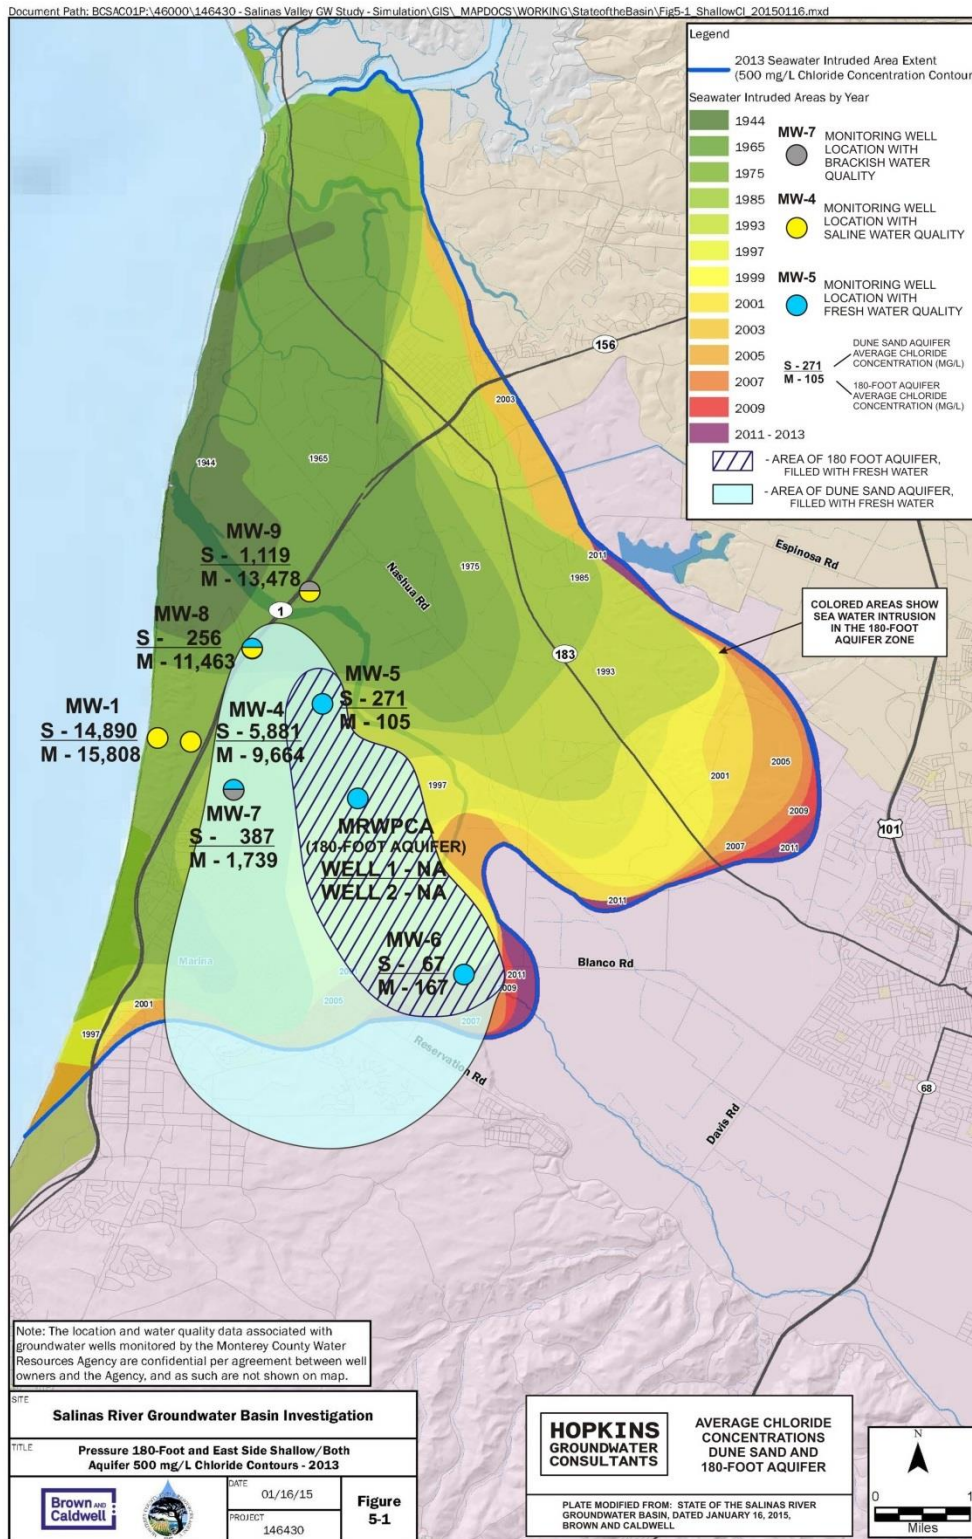 Document Path: BCSAC01P:\46000\146430 - Salinas Valley GW Study - Simulation\GIS\_MAPDOCS\WORKING\StateoftheBasin\Fig5-1_ShallowCl_20150116.mxd
Legend
2013 Seawater Intruded Area Extent
(500 mg/L Chloride Concentration Contour
Seawater Intruded Areas by Year
1944
1965
1975
1985
1993
1997
1999
2001
2003
2005
2007
2009
2011 - 2013
MW-7
MONITORING WELL
LOCATION WITH
BRACKISH WATER
QUALITY
MW-4
MONITORING WELL
LOCATION WITH
SALINE WATER QUALITY
MW-5
MONITORING WELL
LOCATION WITH
FRESH WATER QUALITY
S - 271
M - 105
DUNE SAND AQUIFER
AVERAGE CHLORIDE
CONCENTRATION (MG/L)
180-FOOT AQUIFER
AVERAGE CHLORIDE
CONCENTRATION (MG/L)
- AREA OF 180 FOOT AQUIFER,
FILLED WITH FRESH WATER
- AREA OF DUNE SAND AQUIFER,
FILLED WITH FRESH WATER
156
2003
1944
1965
MW-9
S - 1,119
M - 13,478
Nashua Rd
1975
1985
2011
Espinosa Rd
COLORED AREAS SHOW
SEA WATER INTRUSION
IN THE 180-FOOT
AQUIFER ZONE
1
MW-8
S - 256
M - 11,463
183
1993
MW-5
S - 271
M - 105
MW-1
S - 14,890
M - 15,808
MW-4
S - 5,881
M - 9,664
1997
2001
2005
2009
2007
2011
101
MW-7
S - 387
M - 1,739
MRWPCA
(180-FOOT AQUIFER)
WELL 1 - NA
WELL 2 - NA
2011
MW-6
S - 67
M - 167
Marina
Blanco Rd
2011
2009
2001
2005
2007
1997
Reservation Rd
Davis Rd
68
Note: The location and water quality data associated with
groundwater wells monitored by the Monterey County Water
Resources Agency are confidential per agreement between well
owners and the Agency, and as such are not shown on map.
SITE
Salinas River Groundwater Basin Investigation
TITLE
Pressure 180-Foot and East Side Shallow/Both
Aquifer 500 mg/L Chloride Contours - 2013
Brown AND
Caldwell
DATE
01/16/15
PROJECT
146430
Figure
5-1
HOPKINS
GROUNDWATER
CONSULTANTS
AVERAGE CHLORIDE
CONCENTRATIONS
DUNE SAND AND
180-FOOT AQUIFER
PLATE MODIFIED FROM: STATE OF THE SALINAS RIVER
GROUNDWATER BASIN, DATED JANUARY 16, 2015,
BROWN AND CALDWELL
N
0 1
Miles